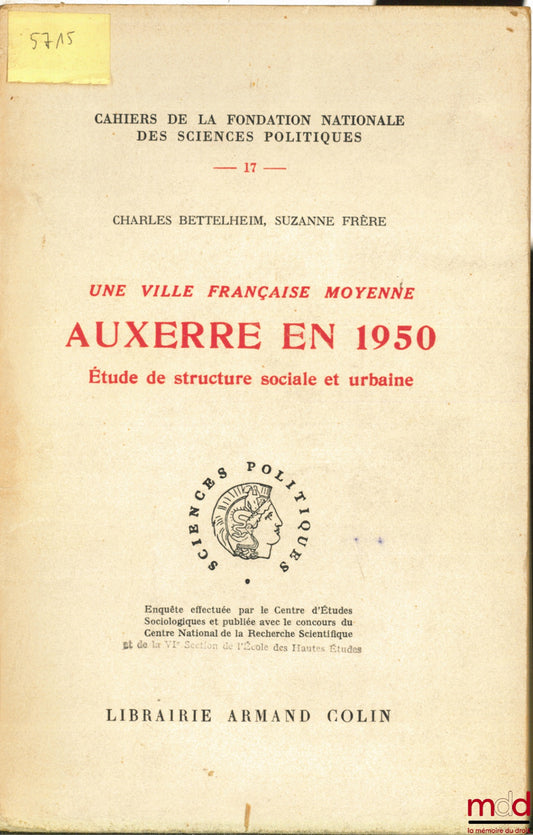 5715
CAHIERS DE LA FONDATION NATIONALE
DES SCIENCES POLITIQUES
— 17 —
CHARLES BETTELHEIM, SUZANNE FRÈRE
UNE VILLE FRANÇAISE MOYENNE
AUXERRE EN 1950
Étude de structure sociale et urbaine
SCIENCES POLITIQUES
Enquête effectuée par le Centre d'Études
Sociologiques et publiée avec le concours du
Centre National de la Recherche Scientifique
et de la VIe Section de l'École des Hautes Études
LIBRAIRIE ARMAND COLIN
mdd
la mémoire du droit